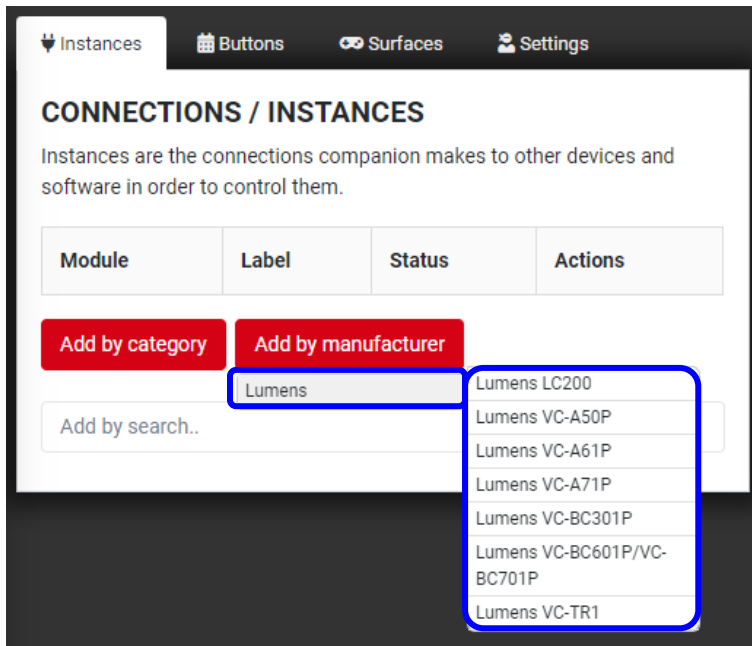 Instances
Buttons
Surfaces
Settings
CONNECTIONS / INSTANCES
Instances are the connections companion makes to other devices and
software in order to control them.
Module
Label
Status
Actions
Add by category
Add by manufacturer
Lumens
Lumens LC200
Lumens VC-A50P
Lumens VC-A61P
Lumens VC-A71P
Lumens VC-BC301P
Lumens VC-BC601P/VC-
BC701P
Lumens VC-TR1
Add by search..